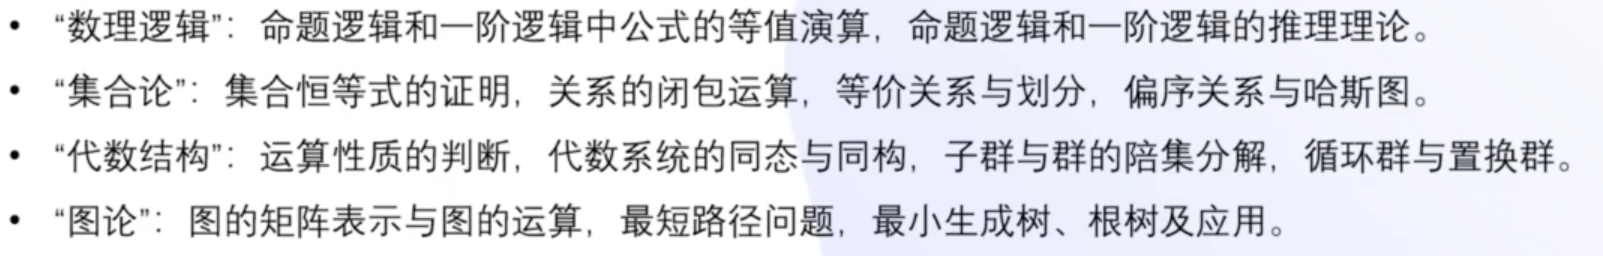 • “数理逻辑”：命题逻辑和一阶逻辑中公式的等值演算，命题逻辑和一阶逻辑的推理理论。
• “集合论”：集合恒等式的证明，关系的闭包运算，等价关系与划分，偏序关系与哈斯图。
• “代数结构”：运算性质的判断，代数系统的同态与同构，子群与群的陪集分解，循环群与置换群。
• “图论”：图的矩阵表示与图的运算，最短路径问题，最小生成树、根树及应用。